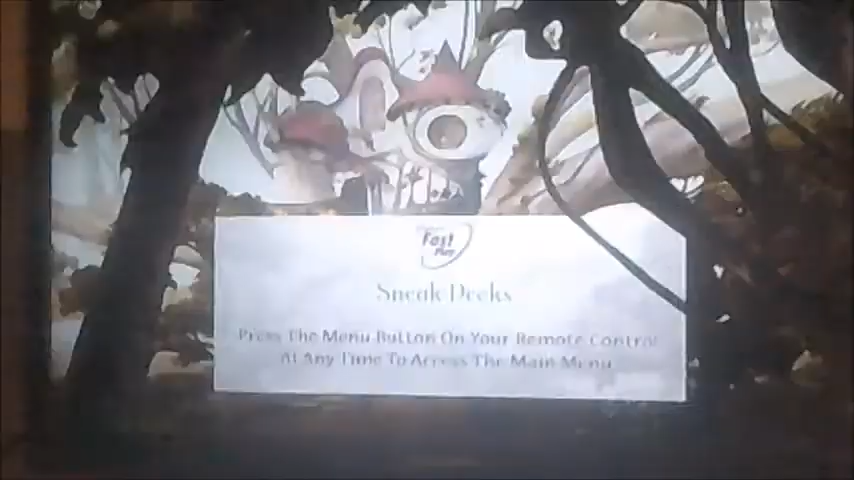 Fast
Play
Sneak Peeks
Press The Menu Button On Your Remote Control
At Any Time To Access The Main Menu